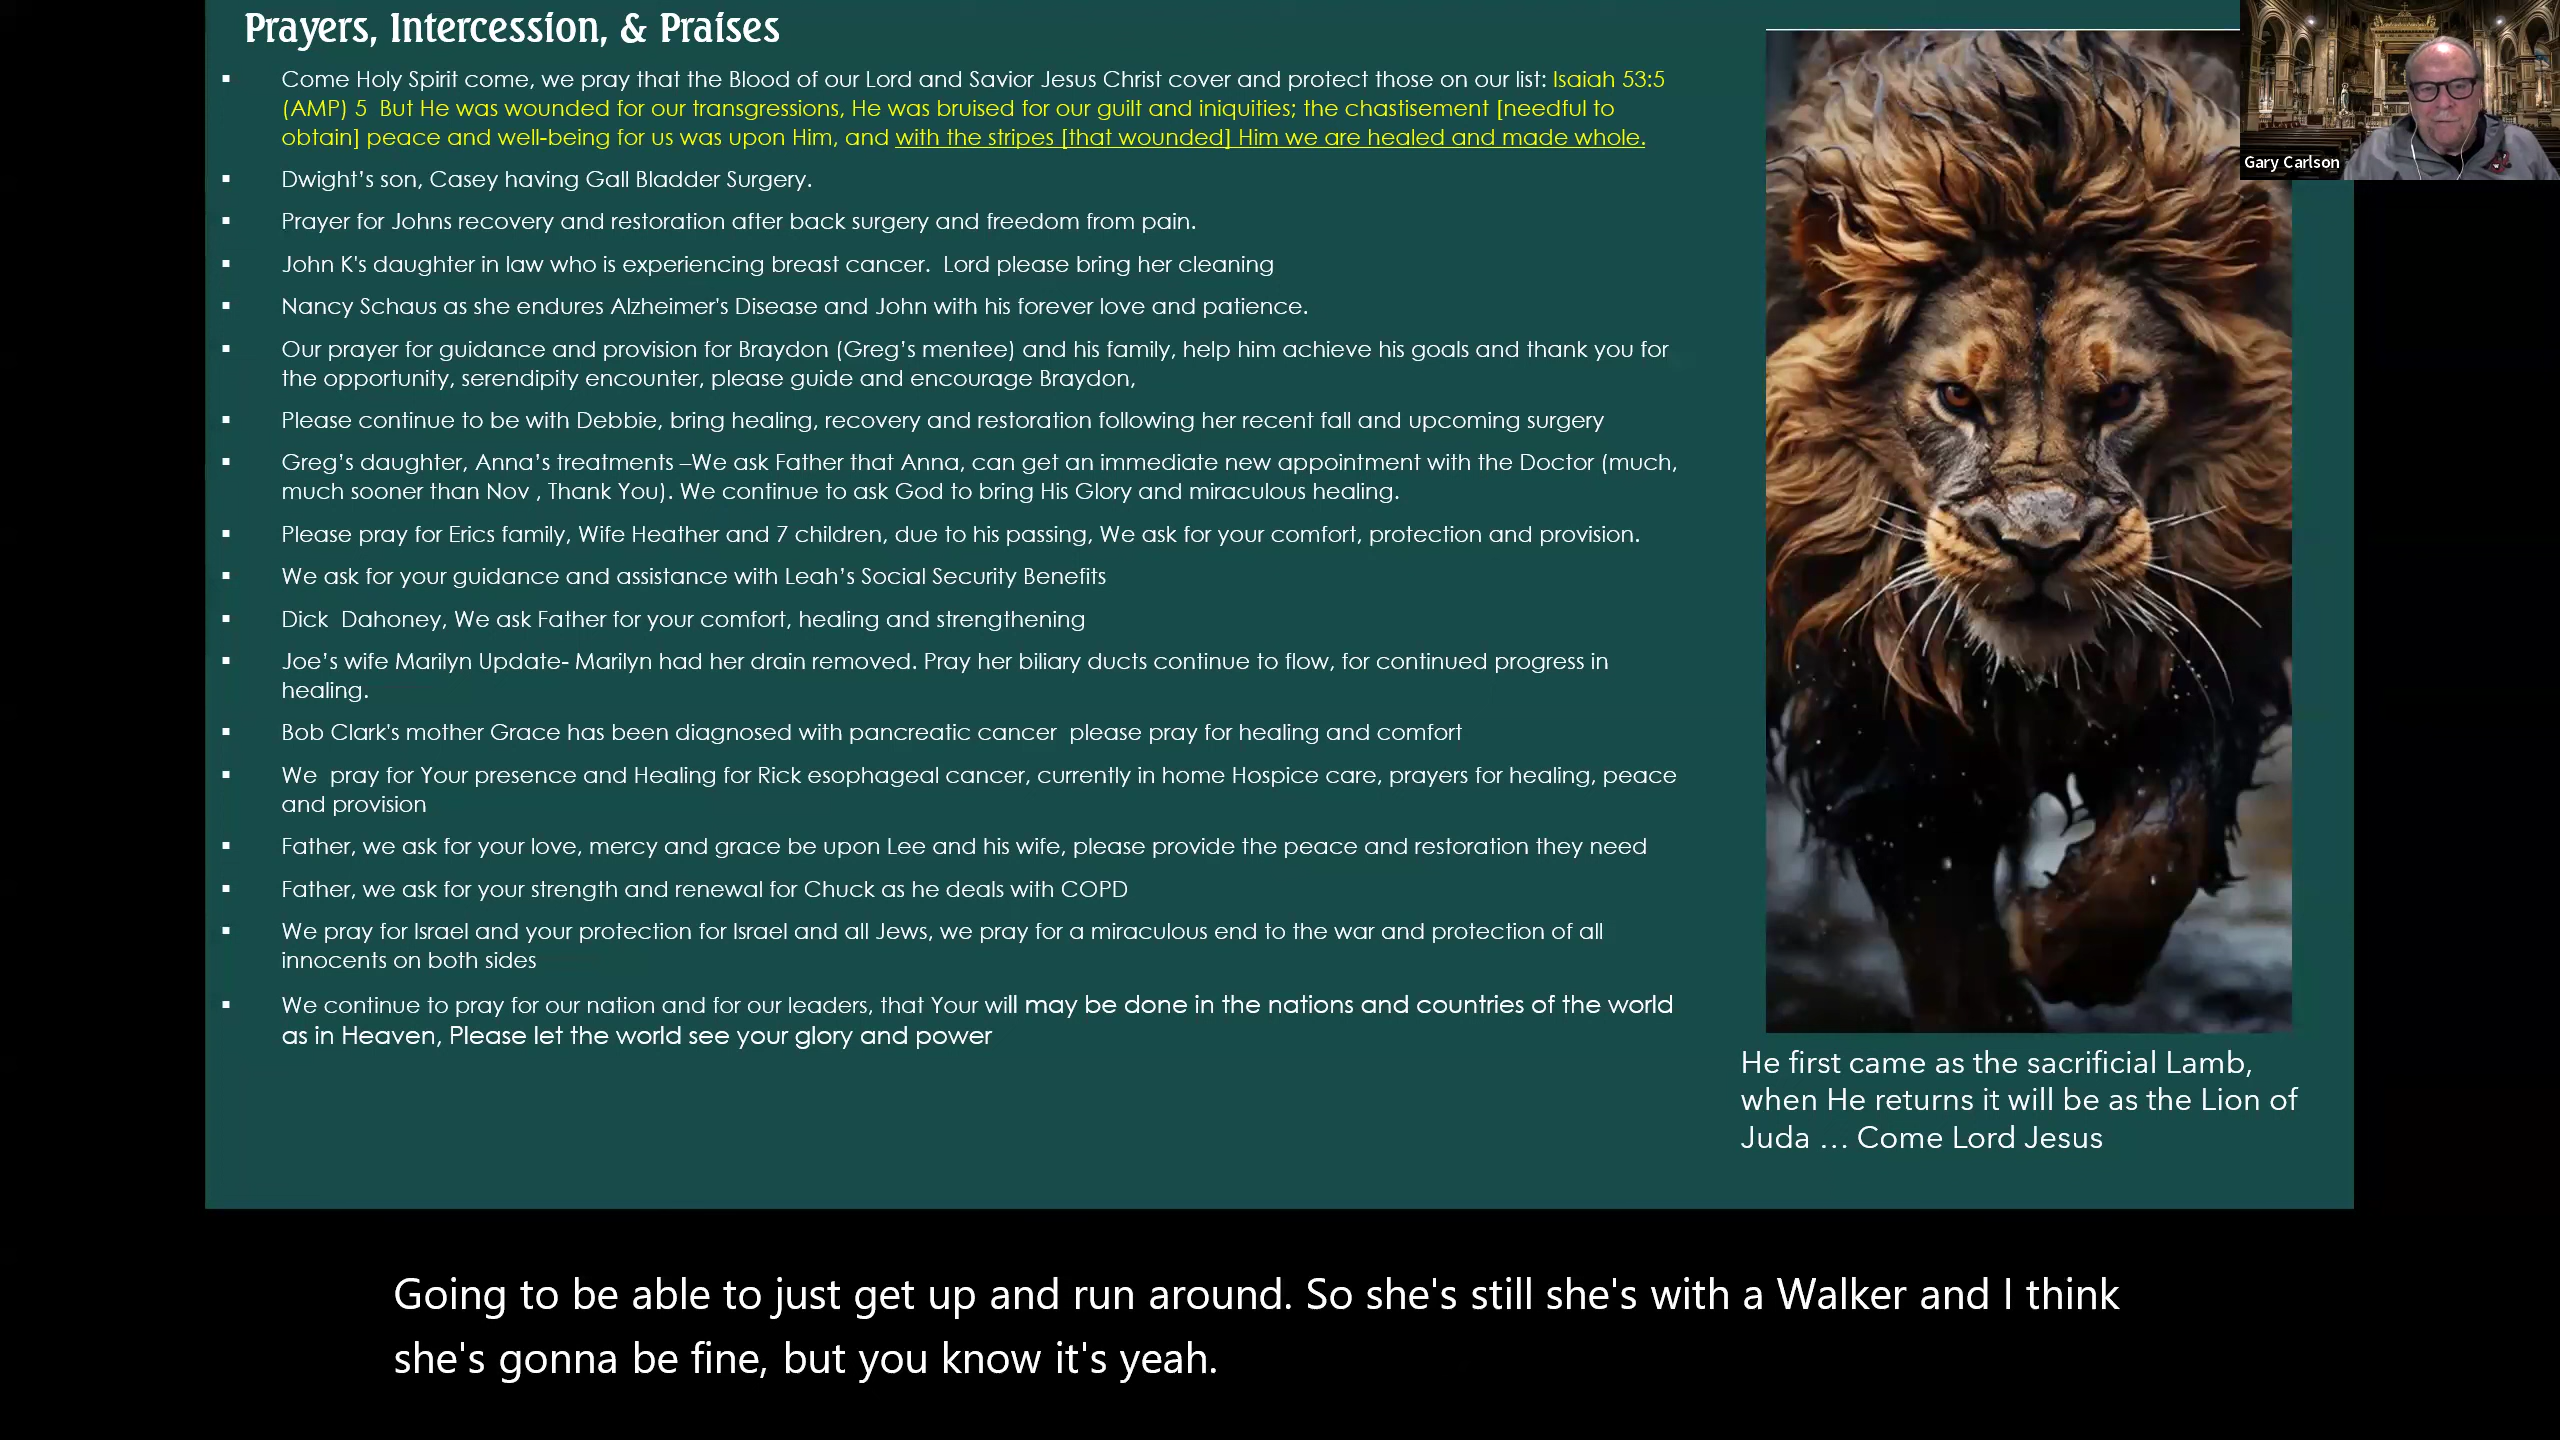 Prayers, Intercession, & Praises
▪ Come Holy Spirit come, we pray that the Blood of our Lord and Savior Jesus Christ cover and protect those on our list: Isaiah 53:5
(AMP) 5  But He was wounded for our transgressions, He was bruised for our guilt and iniquities; the chastisement [needful to
obtain] peace and well-being for us was upon Him, and with the stripes [that wounded] Him we are healed and made whole.
▪ Dwight’s son, Casey having Gall Bladder Surgery.
▪ Prayer for Johns recovery and restoration after back surgery and freedom from pain.
▪ John K's daughter in law who is experiencing breast cancer.  Lord please bring her cleaning
▪ Nancy Schaus as she endures Alzheimer's Disease and John with his forever love and patience.
▪ Our prayer for guidance and provision for Braydon (Greg’s mentee) and his family, help him achieve his goals and thank you for
the opportunity, serendipity encounter, please guide and encourage Braydon,
▪ Please continue to be with Debbie, bring healing, recovery and restoration following her recent fall and upcoming surgery
▪ Greg’s daughter, Anna’s treatments –We ask Father that Anna, can get an immediate new appointment with the Doctor (much,
much sooner than Nov , Thank You). We continue to ask God to bring His Glory and miraculous healing.
▪ Please pray for Erics family, Wife Heather and 7 children, due to his passing, We ask for your comfort, protection and provision.
▪ We ask for your guidance and assistance with Leah’s Social Security Benefits
▪ Dick  Dahoney, We ask Father for your comfort, healing and strengthening
▪ Joe’s wife Marilyn Update- Marilyn had her drain removed. Pray her biliary ducts continue to flow, for continued progress in
healing.
▪ Bob Clark's mother Grace has been diagnosed with pancreatic cancer  please pray for healing and comfort
▪ We  pray for Your presence and Healing for Rick esophageal cancer, currently in home Hospice care, prayers for healing, peace
and provision
▪ Father, we ask for your love, mercy and grace be upon Lee and his wife, please provide the peace and restoration they need
▪ Father, we ask for your strength and renewal for Chuck as he deals with COPD
▪ We pray for Israel and your protection for Israel and all Jews, we pray for a miraculous end to the war and protection of all
innocents on both sides
▪ We continue to pray for our nation and for our leaders, that Your will may be done in the nations and countries of the world
as in Heaven, Please let the world see your glory and power
Gary Carlson
He first came as the sacrificial Lamb,
when He returns it will be as the Lion of
Juda … Come Lord Jesus
Going to be able to just get up and run around. So she's still she's with a Walker and I think
she's gonna be fine, but you know it's yeah.